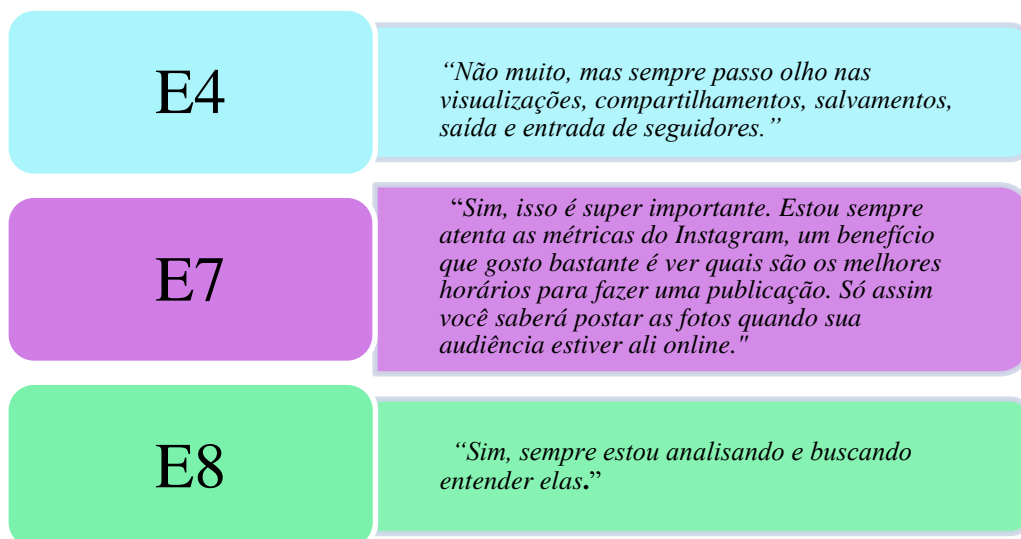 E4
“Não muito, mas sempre passo olho nas
visualizações, compartilhamentos, salvamentos,
saída e entrada de seguidores.”
E7
“Sim, isso é super importante. Estou sempre
atenta as métricas do Instagram, um benefício
que gosto bastante é ver quais são os melhores
horários para fazer uma publicação. Só assim
você saberá postar as fotos quando sua
audiência estiver ali online."
E8
“Sim, sempre estou analisando e buscando
entender elas.”